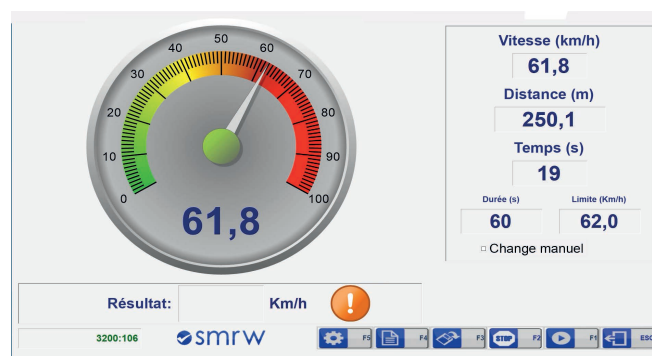 50
40
60
30
70
20
80
10
90
0
100
61,8
Vitesse (km/h)
61,8
Distance (m)
250,1
Temps (s)
19
Durée (s)
Limite (Km/h)
60
62,0
Change manuel
Résultat:
Km/h
!
3200:106
smrw
F5
F4
F3
STOP
F2
F1
ESC